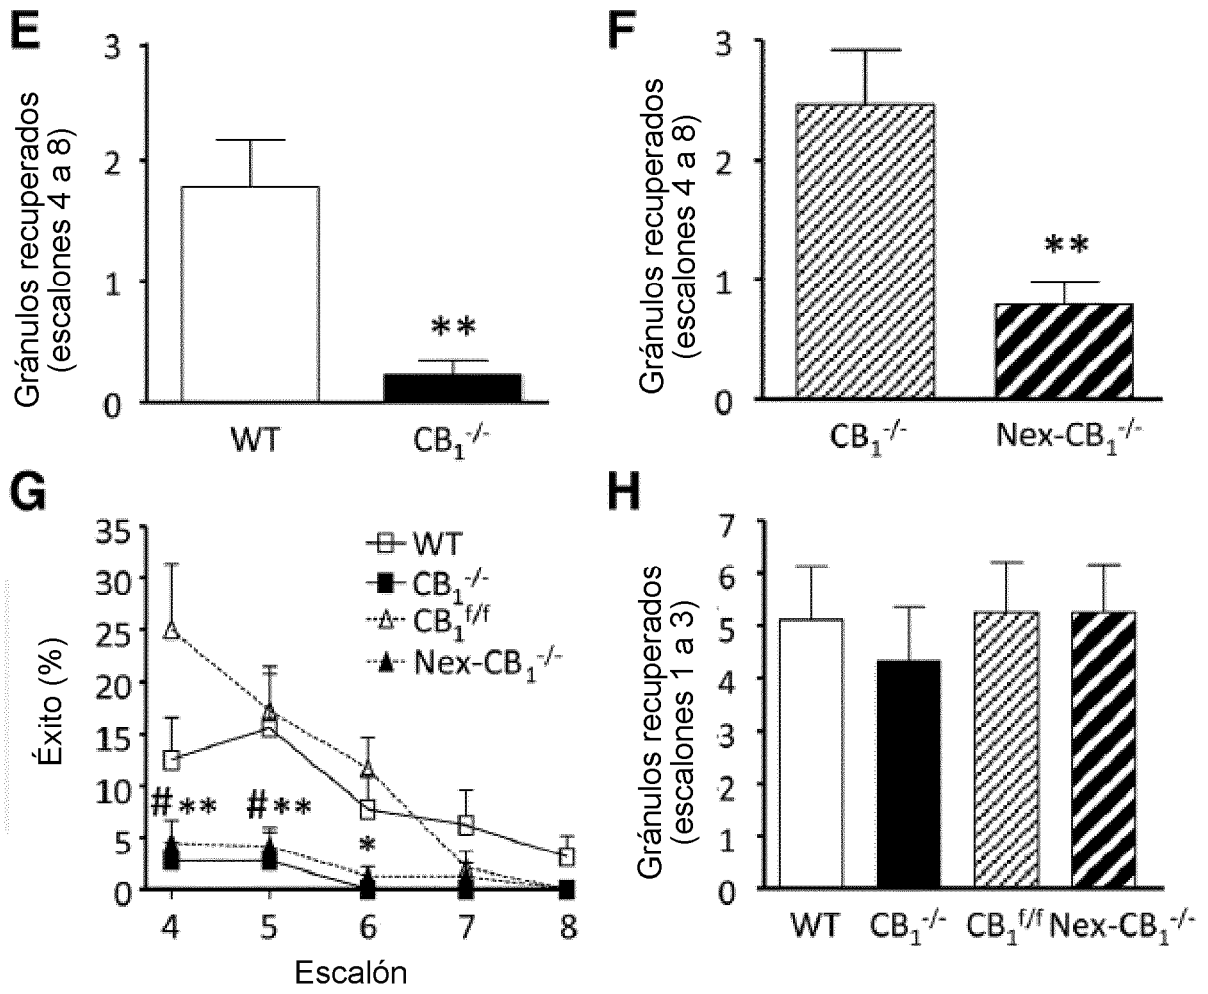 E
3
2
1
0
Gránulos recuperados
(escalones 4 a 8)
**
WT
CB₁⁻/⁻
F
3
2
1
0
Gránulos recuperados
(escalones 4 a 8)
**
CB₁⁻/⁻
Nex-CB₁⁻/⁻
G
35
30
25
20
15
10
5
0
Éxito (%)
WT
CB₁⁻/⁻
CB₁f/f
Nex-CB₁⁻/⁻
#**
#**
*
4 5 6 7 8
Escalón
H
7
6
5
4
3
2
1
0
Gránulos recuperados
(escalones 1 a 3)
WT CB₁⁻/⁻ CB₁f/f Nex-CB₁⁻/⁻